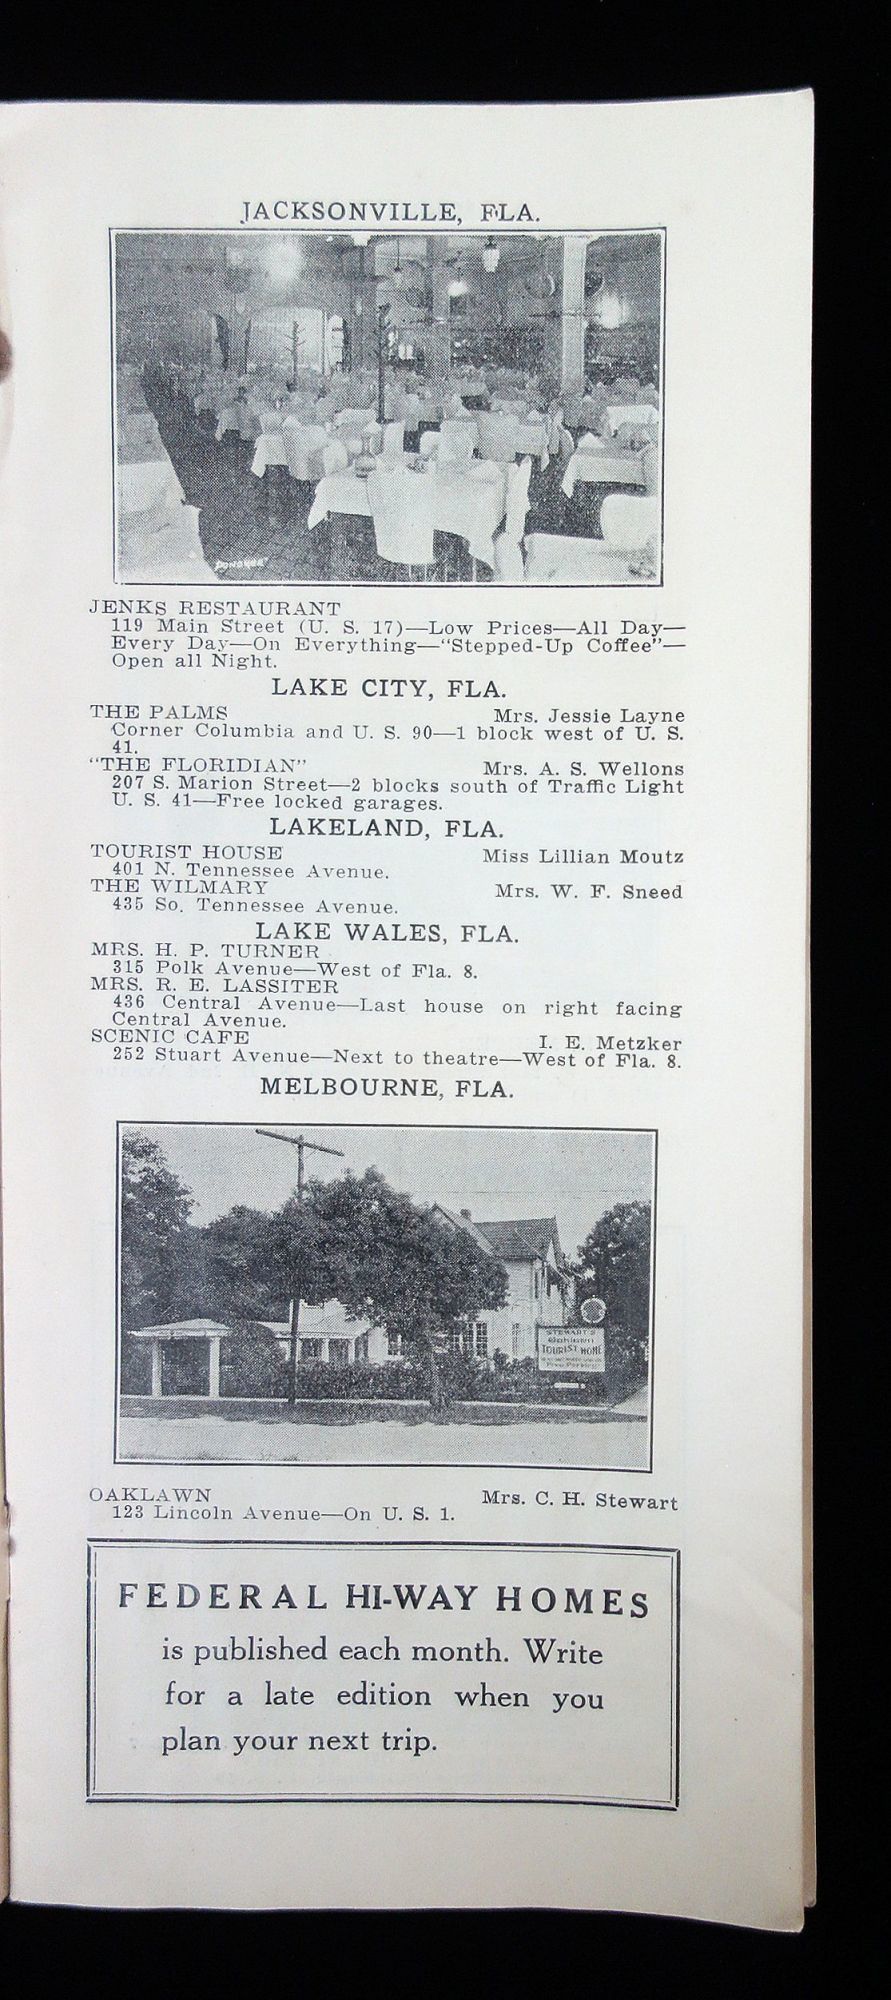 JACKSONVILLE, FLA.
JENKS RESTAURANT
119 Main Street (U. S. 17)—Low Prices—All Day—
Every Day—On Everything—"Stepped-Up Coffee"—
Open all Night.
LAKE CITY, FLA.
THE PALMS Mrs. Jessie Layne
Corner Columbia and U. S. 90—1 block west of U. S.
41.
"THE FLORIDIAN" Mrs. A. S. Wellons
207 S. Marion Street—2 blocks south of Traffic Light
U. S. 41—Free locked garages.
LAKELAND, FLA.
TOURIST HOUSE Miss Lillian Moutz
401 N. Tennessee Avenue.
THE WILMARY Mrs. W. F. Sneed
435 So. Tennessee Avenue.
LAKE WALES, FLA.
MRS. H. P. TURNER
315 Polk Avenue—West of Fla. 8.
MRS. R. E. LASSITER
436 Central Avenue—Last house on right facing
Central Avenue.
SCENIC CAFE I. E. Metzker
252 Stuart Avenue—Next to theatre—West of Fla. 8.
MELBOURNE, FLA.
STEWART'S
Oaklawn
TOURIST HOME
Free Parking
OAKLAWN Mrs. C. H. Stewart
123 Lincoln Avenue—On U. S. 1.
FEDERAL HI-WAY HOMES
is published each month. Write
for a late edition when you
plan your next trip.